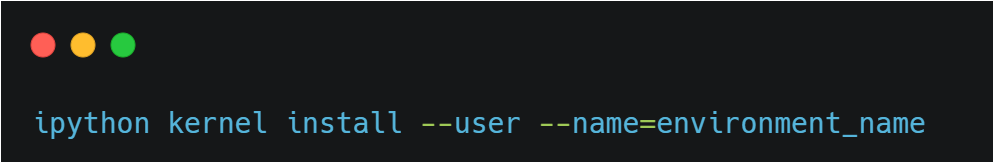 ipython kernel install --user --name=environment_name